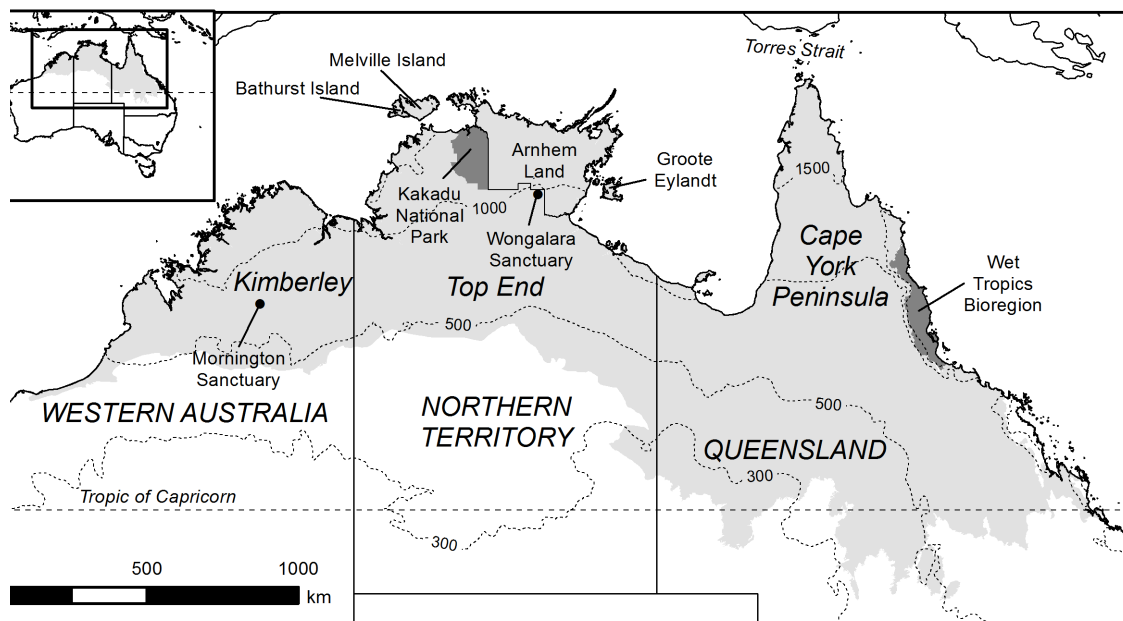 Torres Strait
Melville Island
Bathurst Island
Arnhem
Land
Groote
Eylandt
1500
Kakadu
National
Park
1000
Wongalara
Sanctuary
Cape
York
Peninsula
Wet
Tropics
Bioregion
Kimberley
Top End
500
Mornington
Sanctuary
WESTERN AUSTRALIA
NORTHERN
TERRITORY
500
QUEENSLAND
300
Tropic of Capricorn
300
500
1000
km